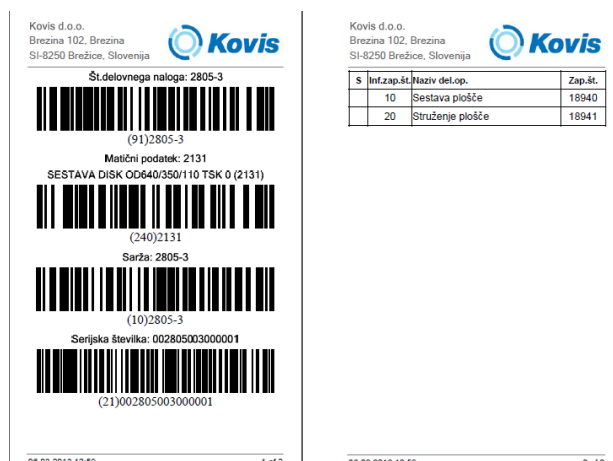 Kovis d.o.o.
Brezina 102, Brezina
SI-8250 Brežice, Slovenija
Kovis
Št.delovnega naloga: 2805-3
(91)2805-3
Matični podatek: 2131
SESTAVA DISK OD640/350/110 TSK 0 (2131)
(240)2131
Sarža: 2805-3
(10)2805-3
Serijska številka: 002805003000001
(21)002805003000001
Kovis d.o.o.
Brezina 102, Brezina
SI-8250 Brežice, Slovenija
Kovis
S Inf.zap.št. Naziv del.op. Zap.št.
10 Sestava plošče 18940
20 Struženje plošče 18941